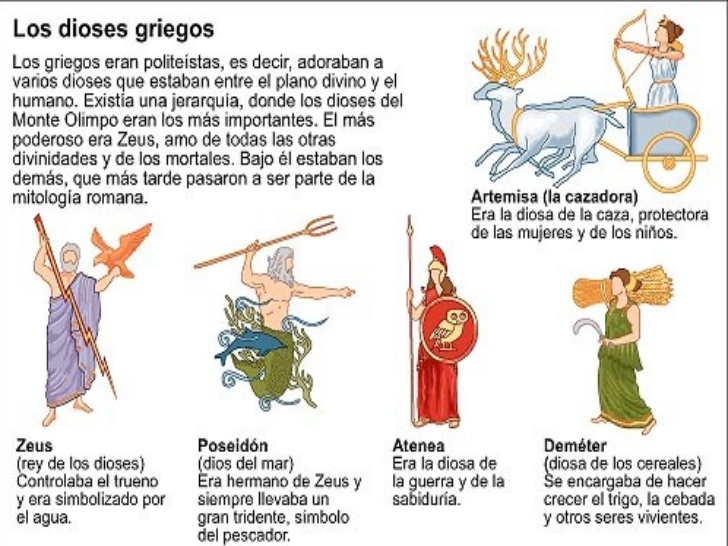 Los dioses griegos
Los griegos eran politeístas, es decir, adoraban a
varios dioses que estaban entre el plano divino y el
humano. Existía una jerarquía, donde los dioses del
Monte Olimpo eran los más importantes. El más
poderoso era Zeus, amo de todas las otras
divinidades y de los mortales. Bajo él estaban los
demás, que más tarde pasaron a ser parte de la
mitología romana.
Artemisa (la cazadora)
Era la diosa de la caza, protectora
de las mujeres y de los niños.
Zeus
(rey de los dioses)
Controlaba el trueno
y era simbolizado por
el agua.
Poseidón
(dios del mar)
Era hermano de Zeus y
siempre llevaba un
gran tridente, simbolo
del pescador.
Atenea
Era la diosa de
la guerra y de la
sabiduría.
Deméter
(diosa de los cereales)
Se encargaba de hacer
crecer el trigo, la cebada
y otros seres vivientes.